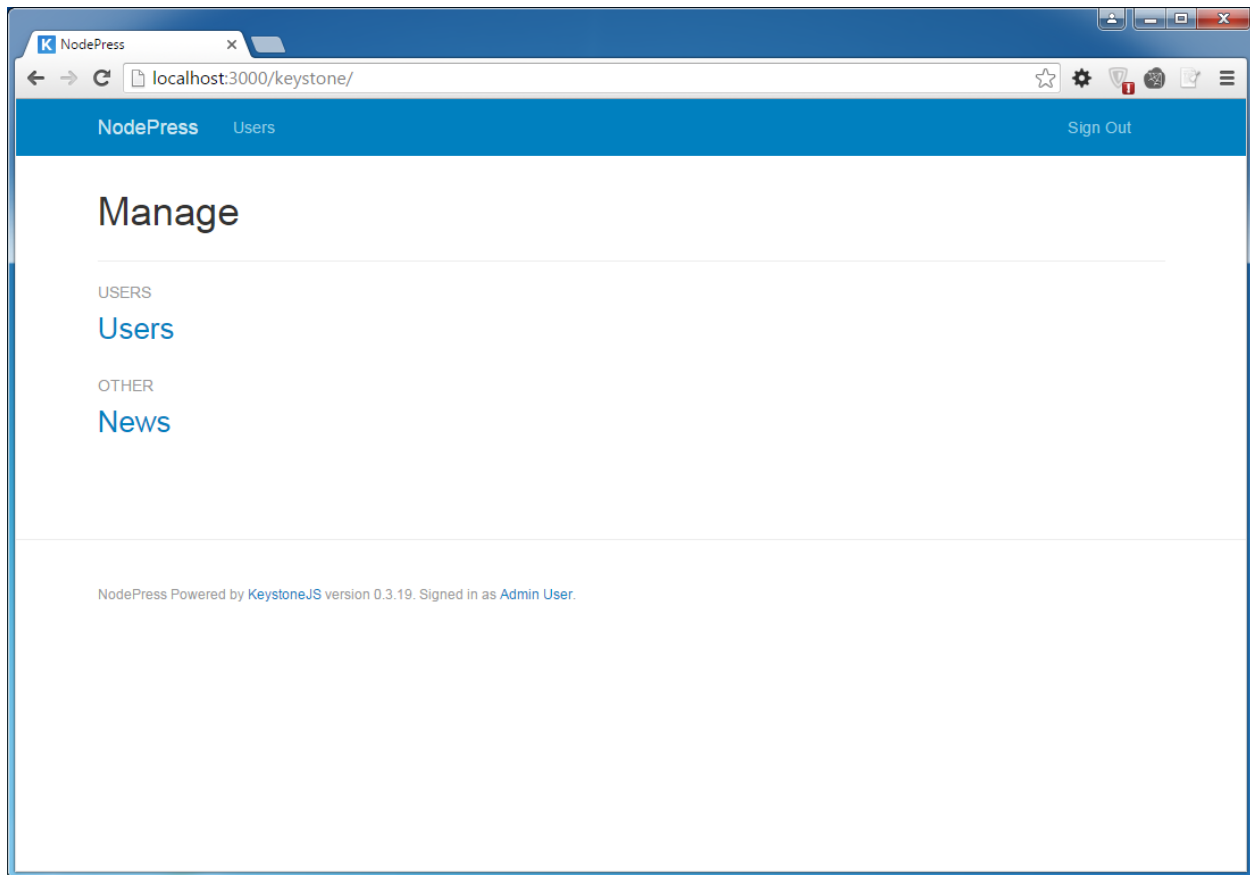 NodePress
localhost:3000/keystone/
NodePress Users Sign Out
Manage
USERS
Users
OTHER
News
NodePress Powered by KeystoneJS version 0.3.19. Signed in as Admin User.